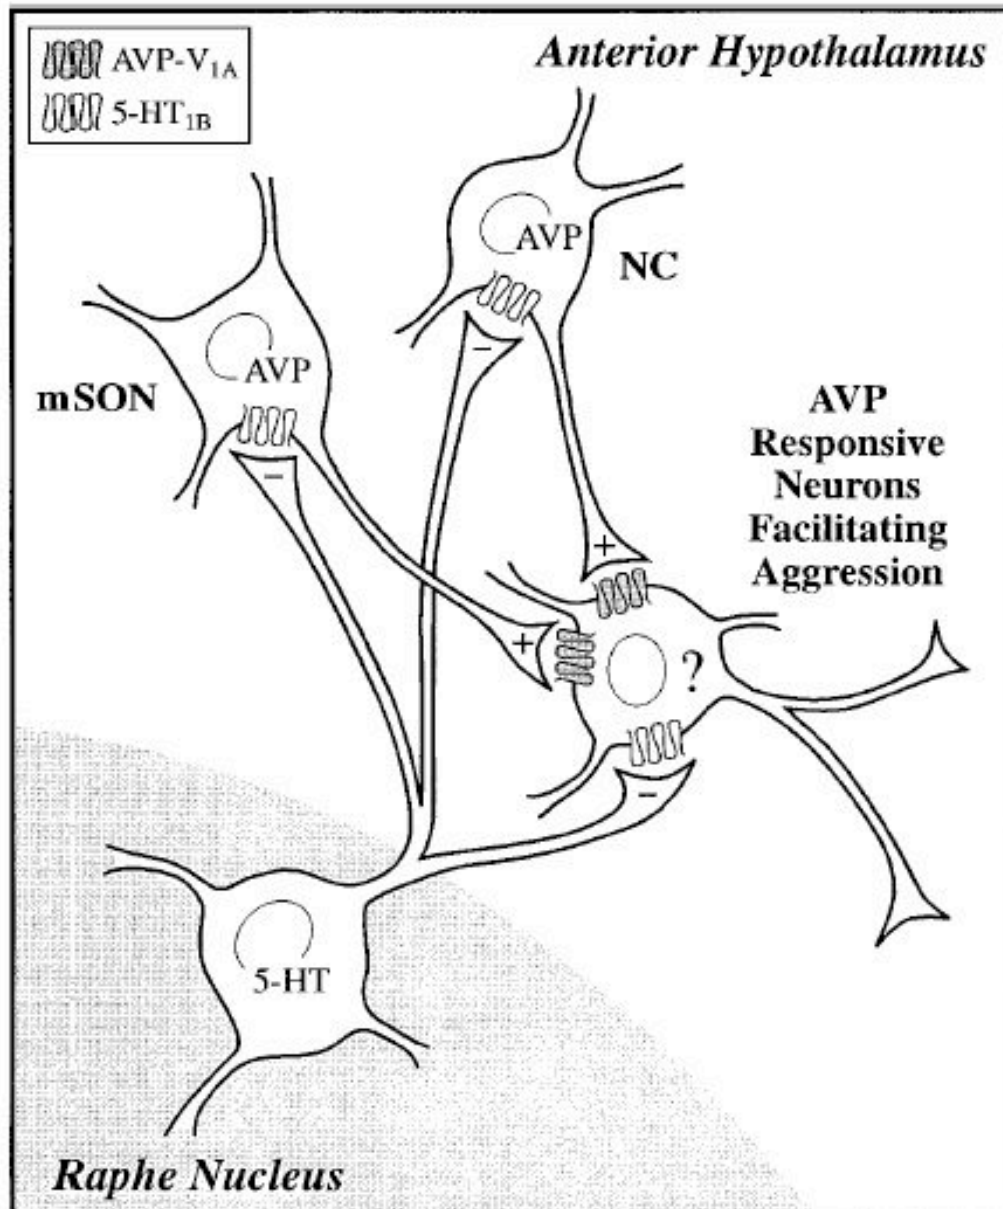 AVP-V1A
5-HT1B
Anterior Hypothalamus
AVP
NC
AVP
mSON
AVP
Responsive
Neurons
Facilitating
Aggression
−
−
+
+
?
−
5-HT
Raphe Nucleus